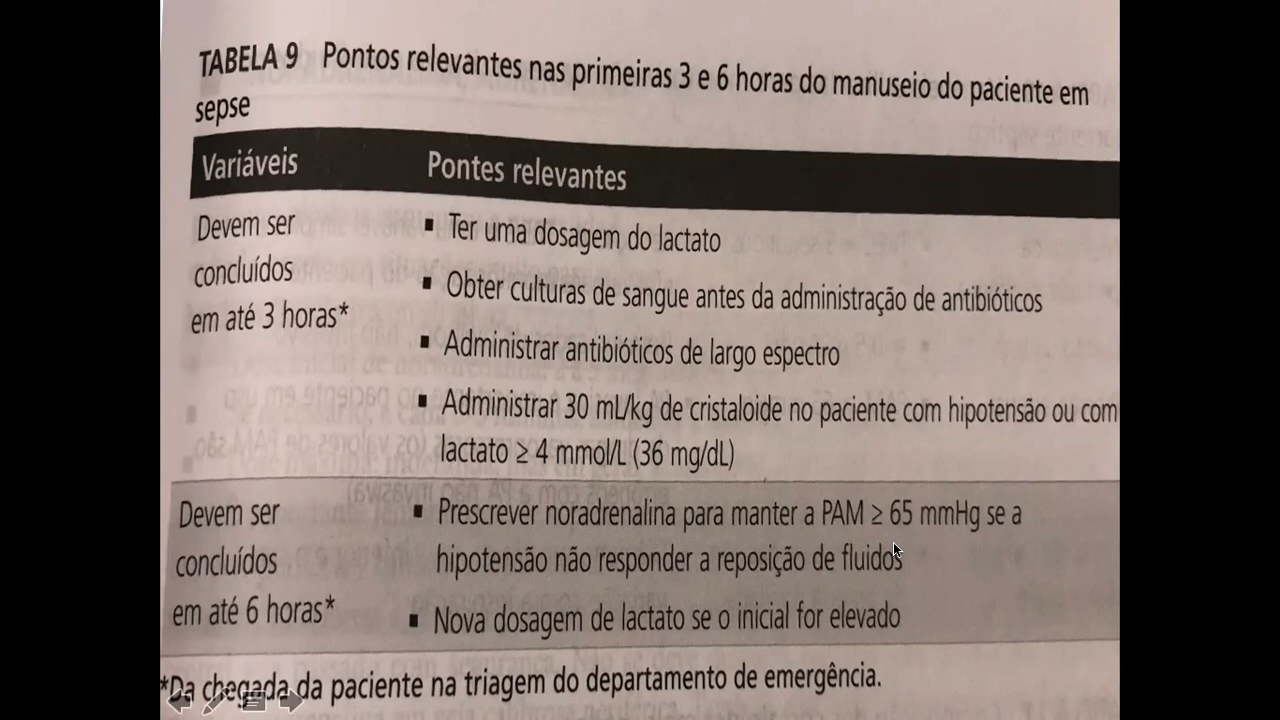 TABELA 9 Pontos relevantes nas primeiras 3 e 6 horas do manuseio do paciente em
sepse
Variáveis Pontes relevantes
Devem ser
concluídos
em até 3 horas*
▪ Ter uma dosagem do lactato
▪ Obter culturas de sangue antes da administração de antibióticos
▪ Administrar antibióticos de largo espectro
▪ Administrar 30 mL/kg de cristaloide no paciente com hipotensão ou com
lactato ≥ 4 mmol/L (36 mg/dL)
Devem ser
concluídos
em até 6 horas*
▪ Prescrever noradrenalina para manter a PAM ≥ 65 mmHg se a
hipotensão não responder a reposição de fluidos
▪ Nova dosagem de lactato se o inicial for elevado
*Da chegada da paciente na triagem do departamento de emergência.